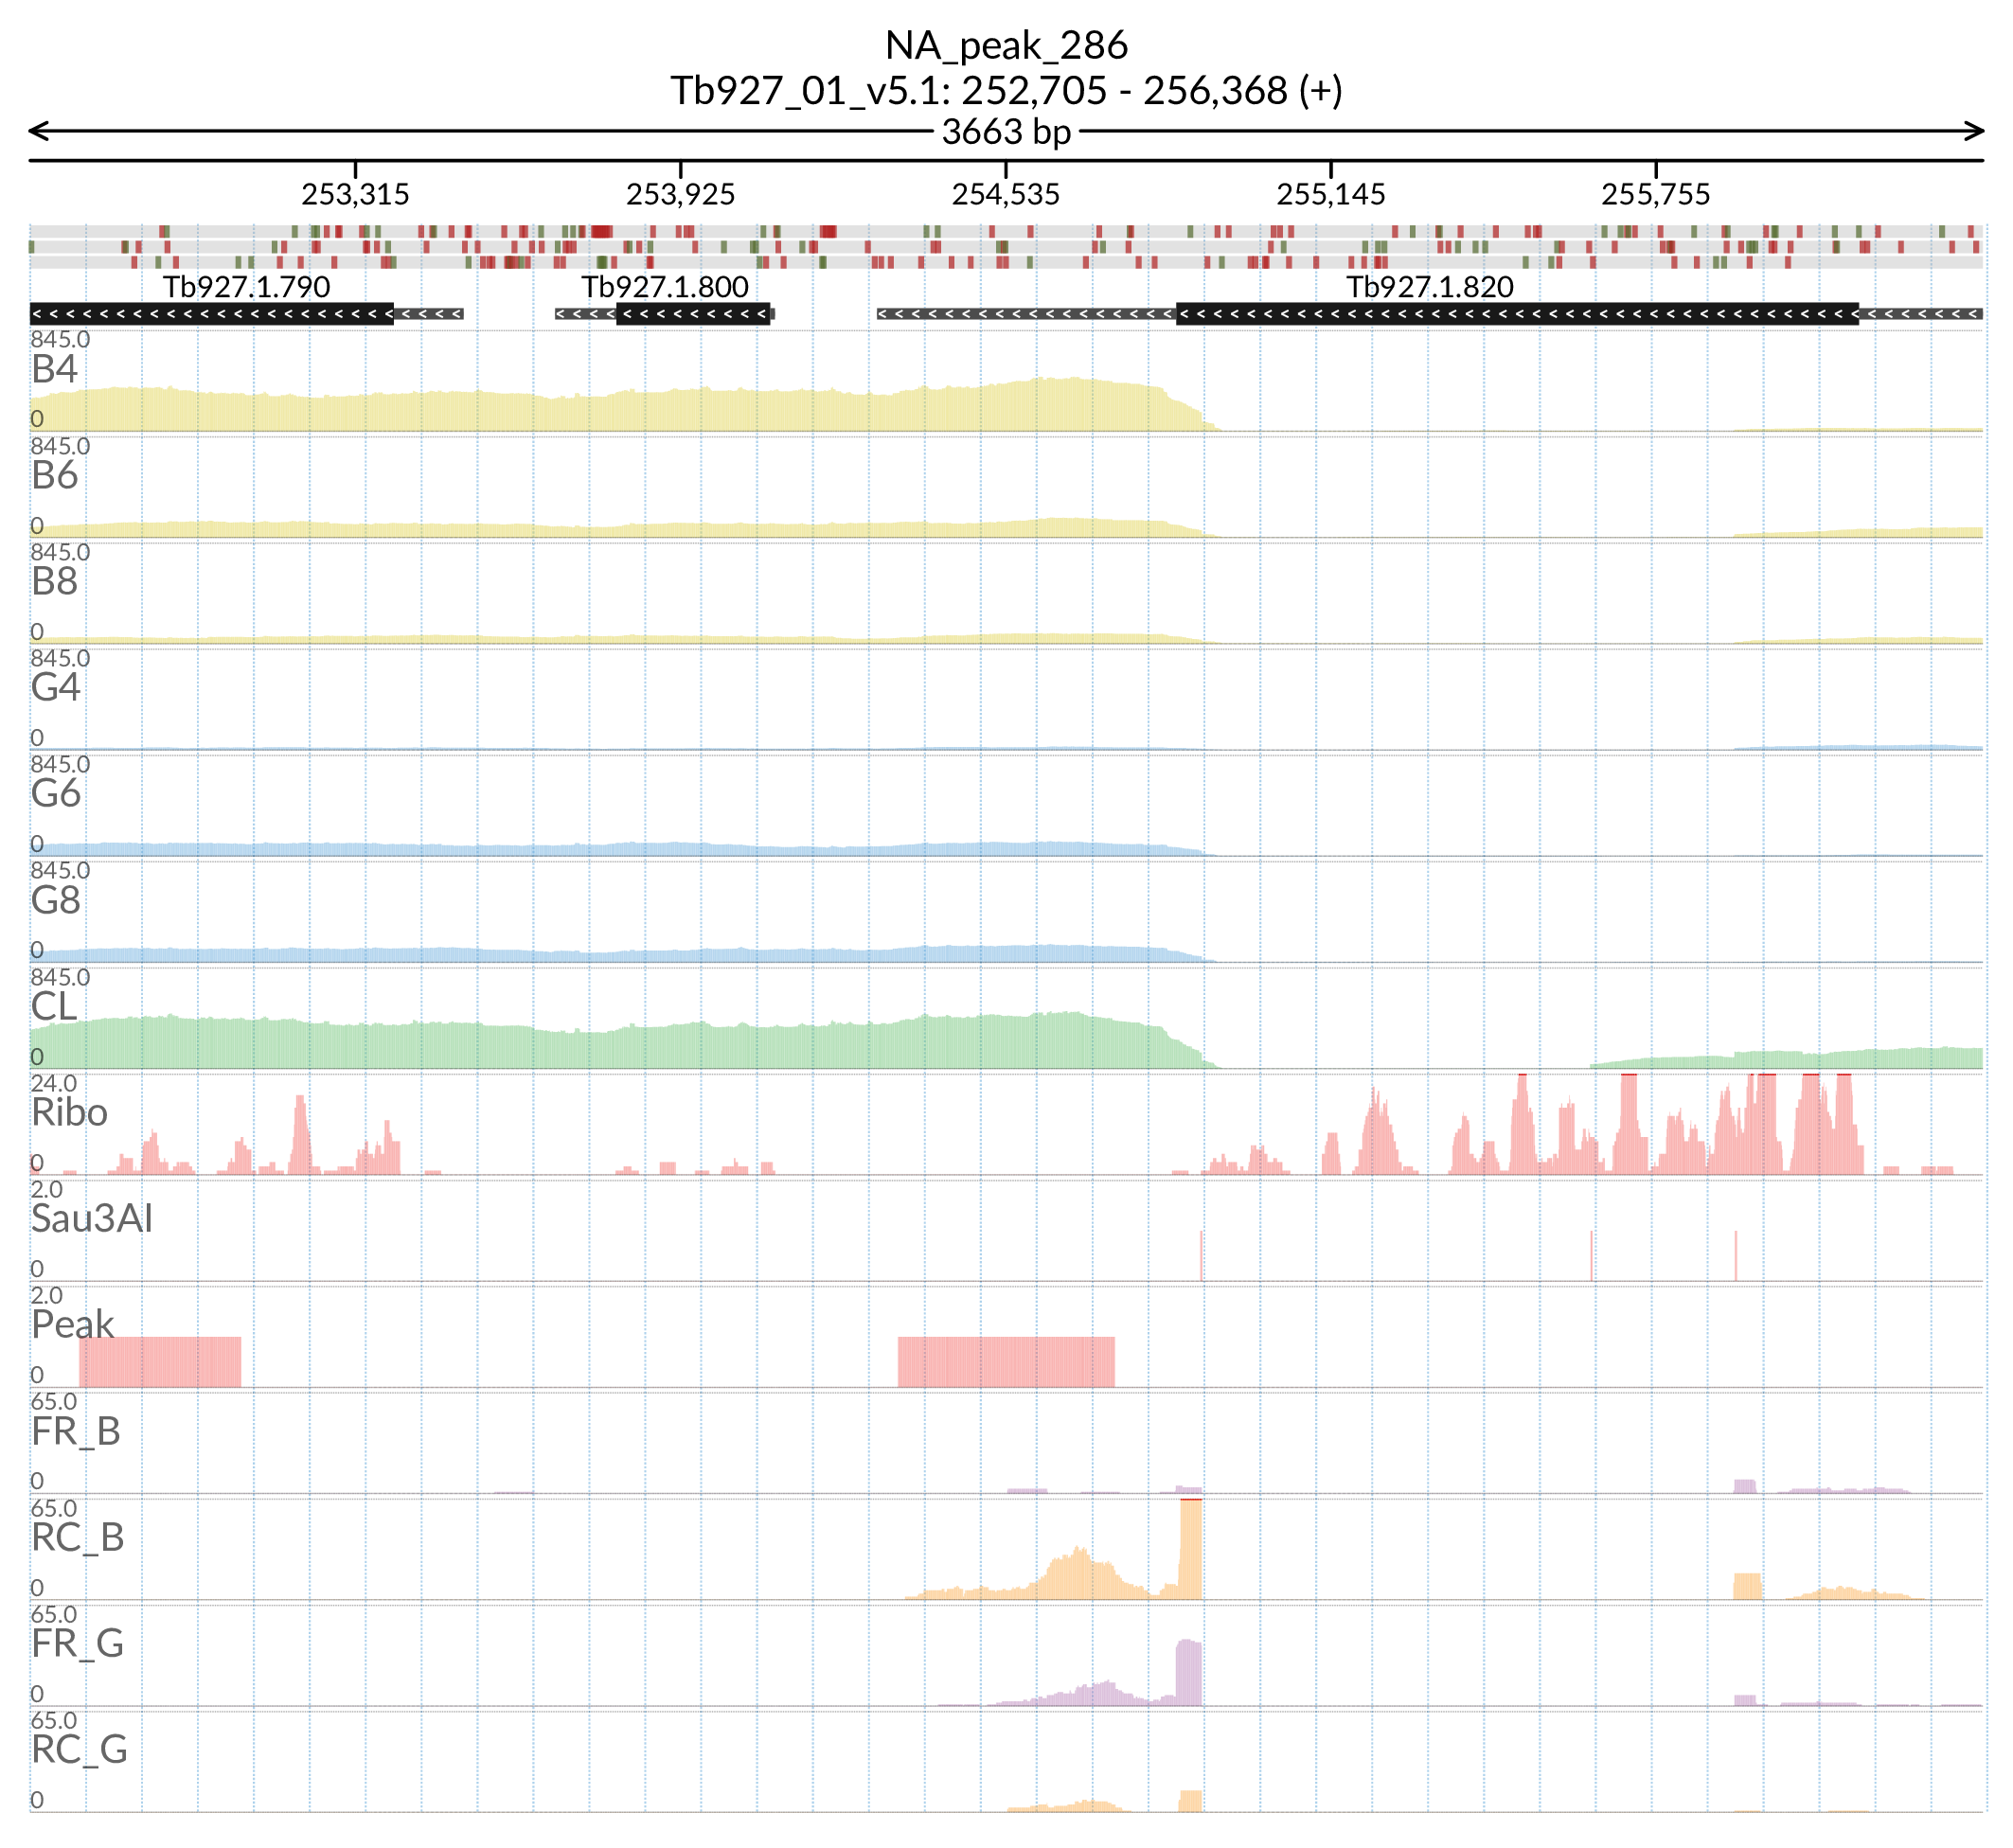 NA_peak_286
Tb927_01_v5.1: 252,705 - 256,368 (+)
3663 bp
253,315 253,925 254,535 255,145 255,755
Tb927.1.790 Tb927.1.800 Tb927.1.820
845.0
B4
0
845.0
B6
0
845.0
B8
0
845.0
G4
0
845.0
G6
0
845.0
G8
0
845.0
CL
0
24.0
Ribo
0
2.0
Sau3AI
0
2.0
Peak
0
65.0
FR_B
0
65.0
RC_B
0
65.0
FR_G
0
65.0
RC_G
0